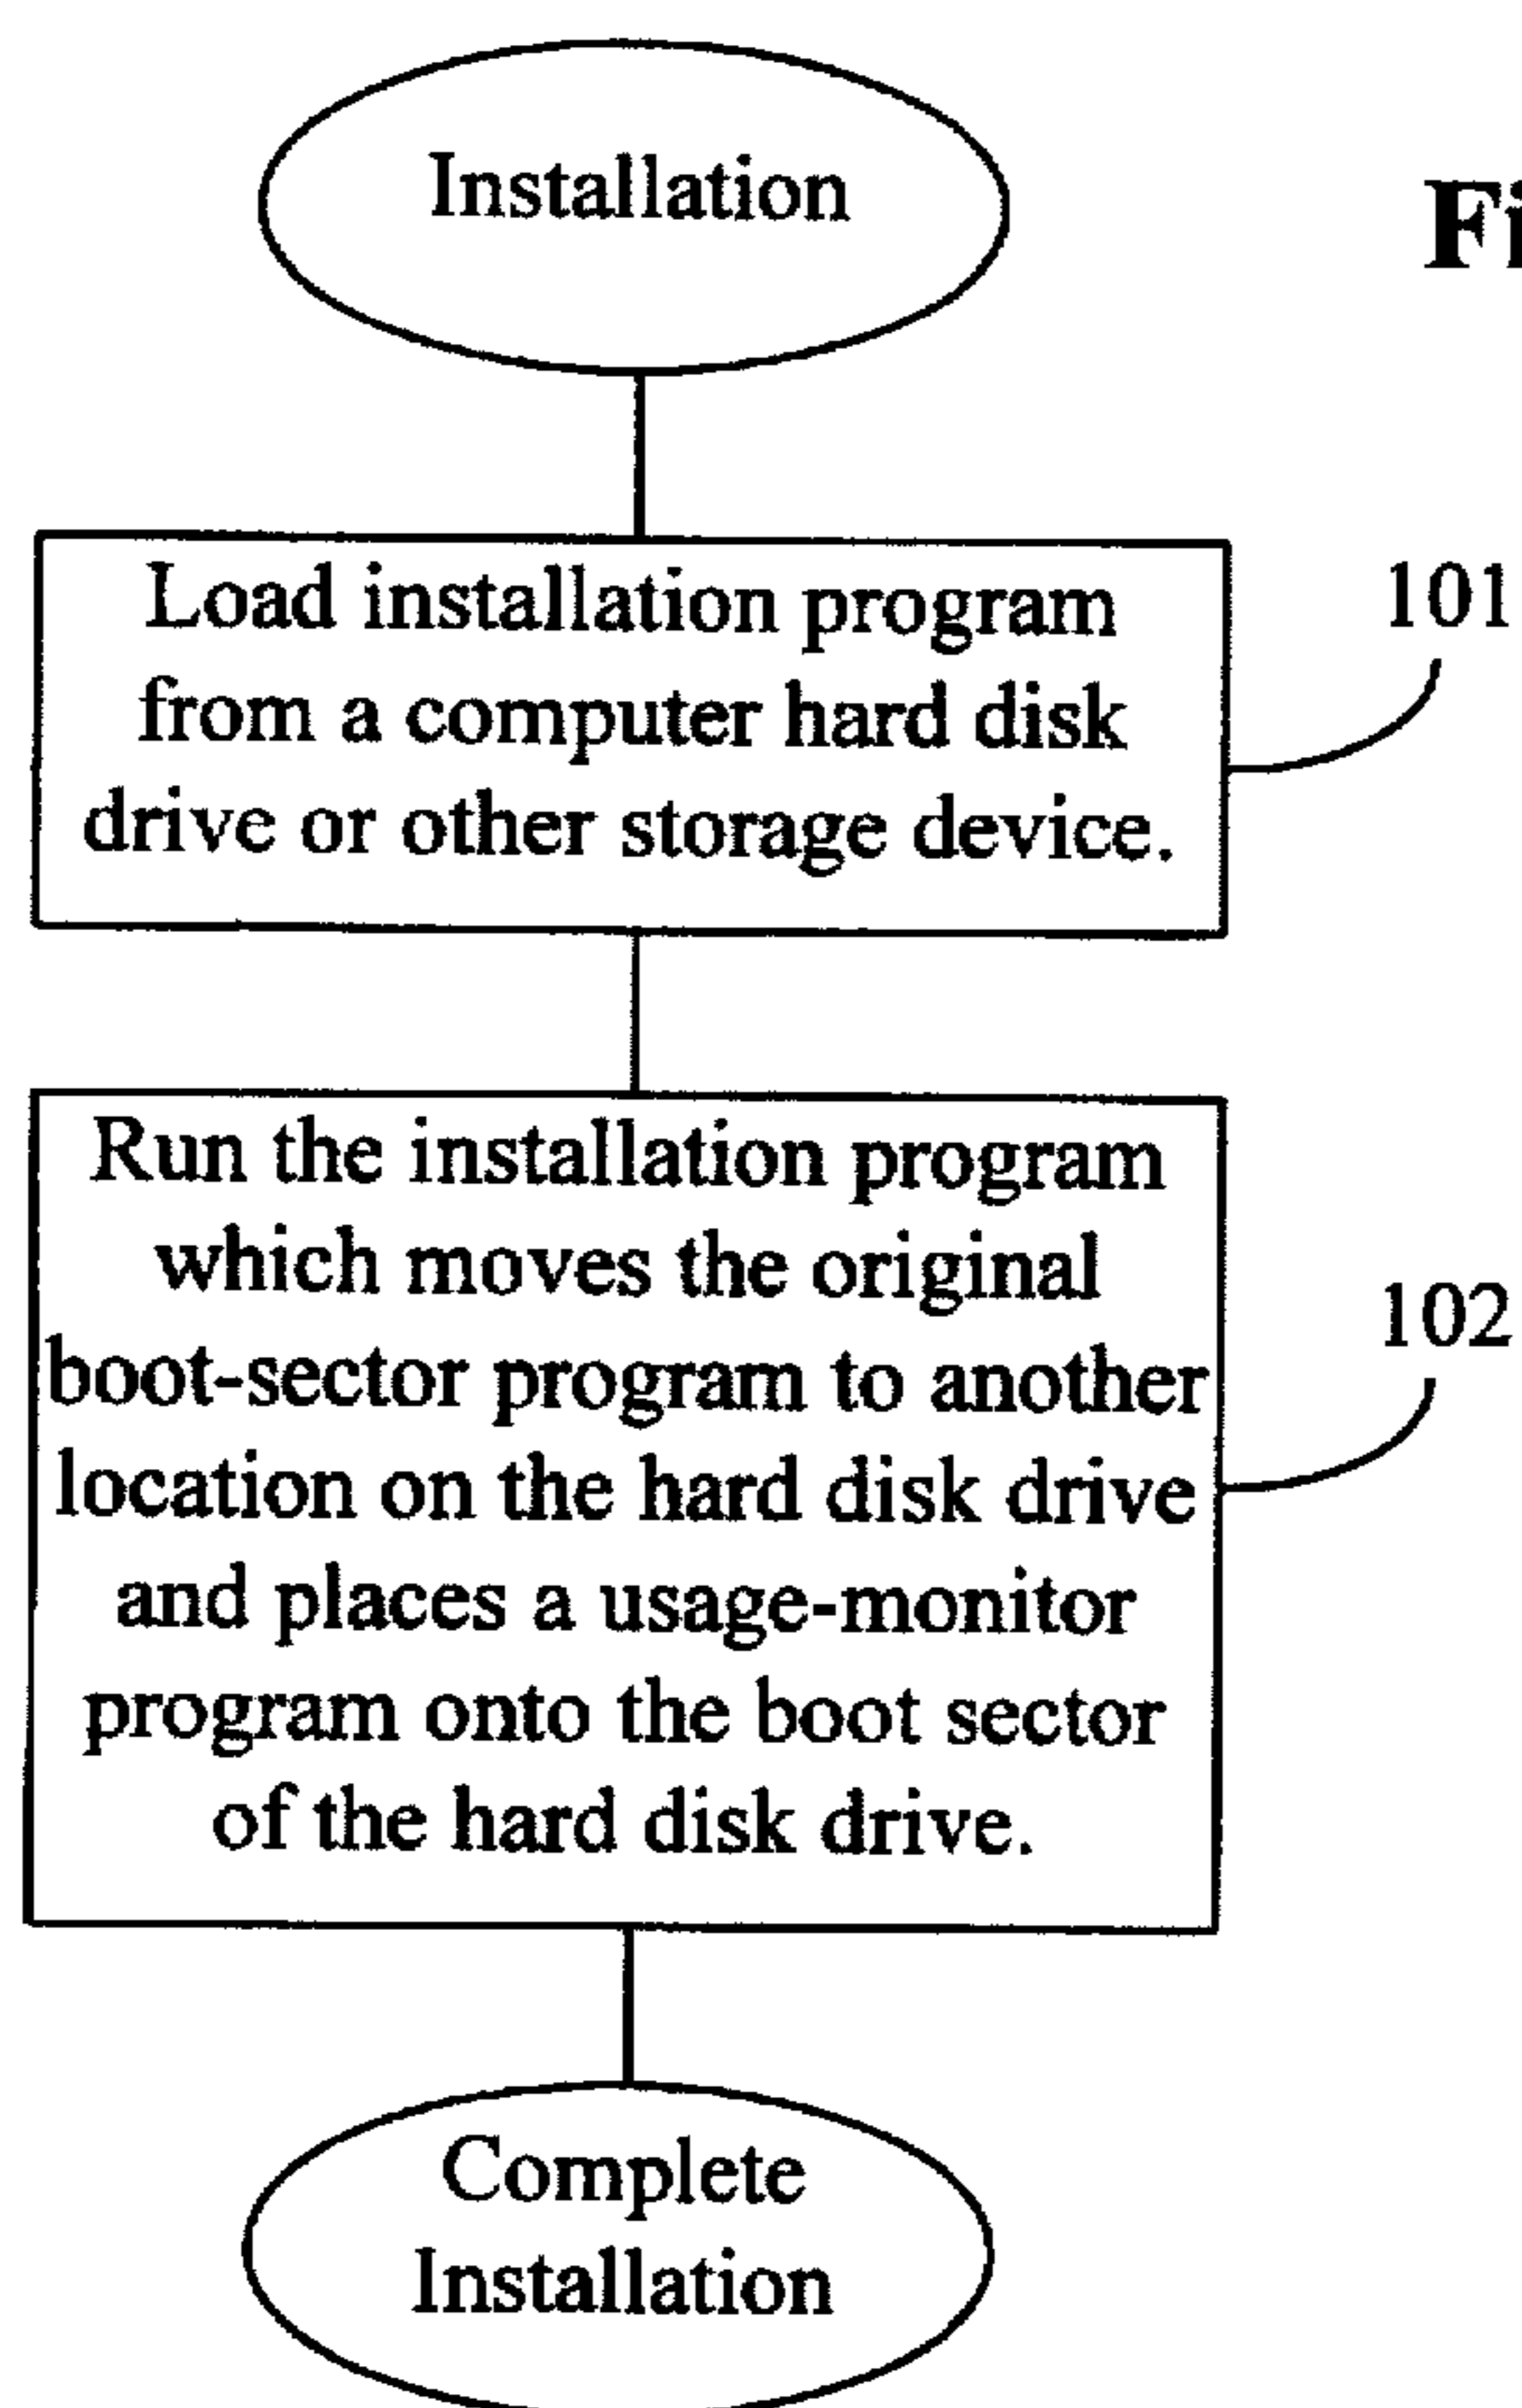 Installation
Fi
Load installation program
from a computer hard disk
drive or other storage device.
101
Run the installation program
which moves the original
boot-sector program to another
location on the hard disk drive
and places a usage-monitor
program onto the boot sector
of the hard disk drive.
102
Complete
Installation